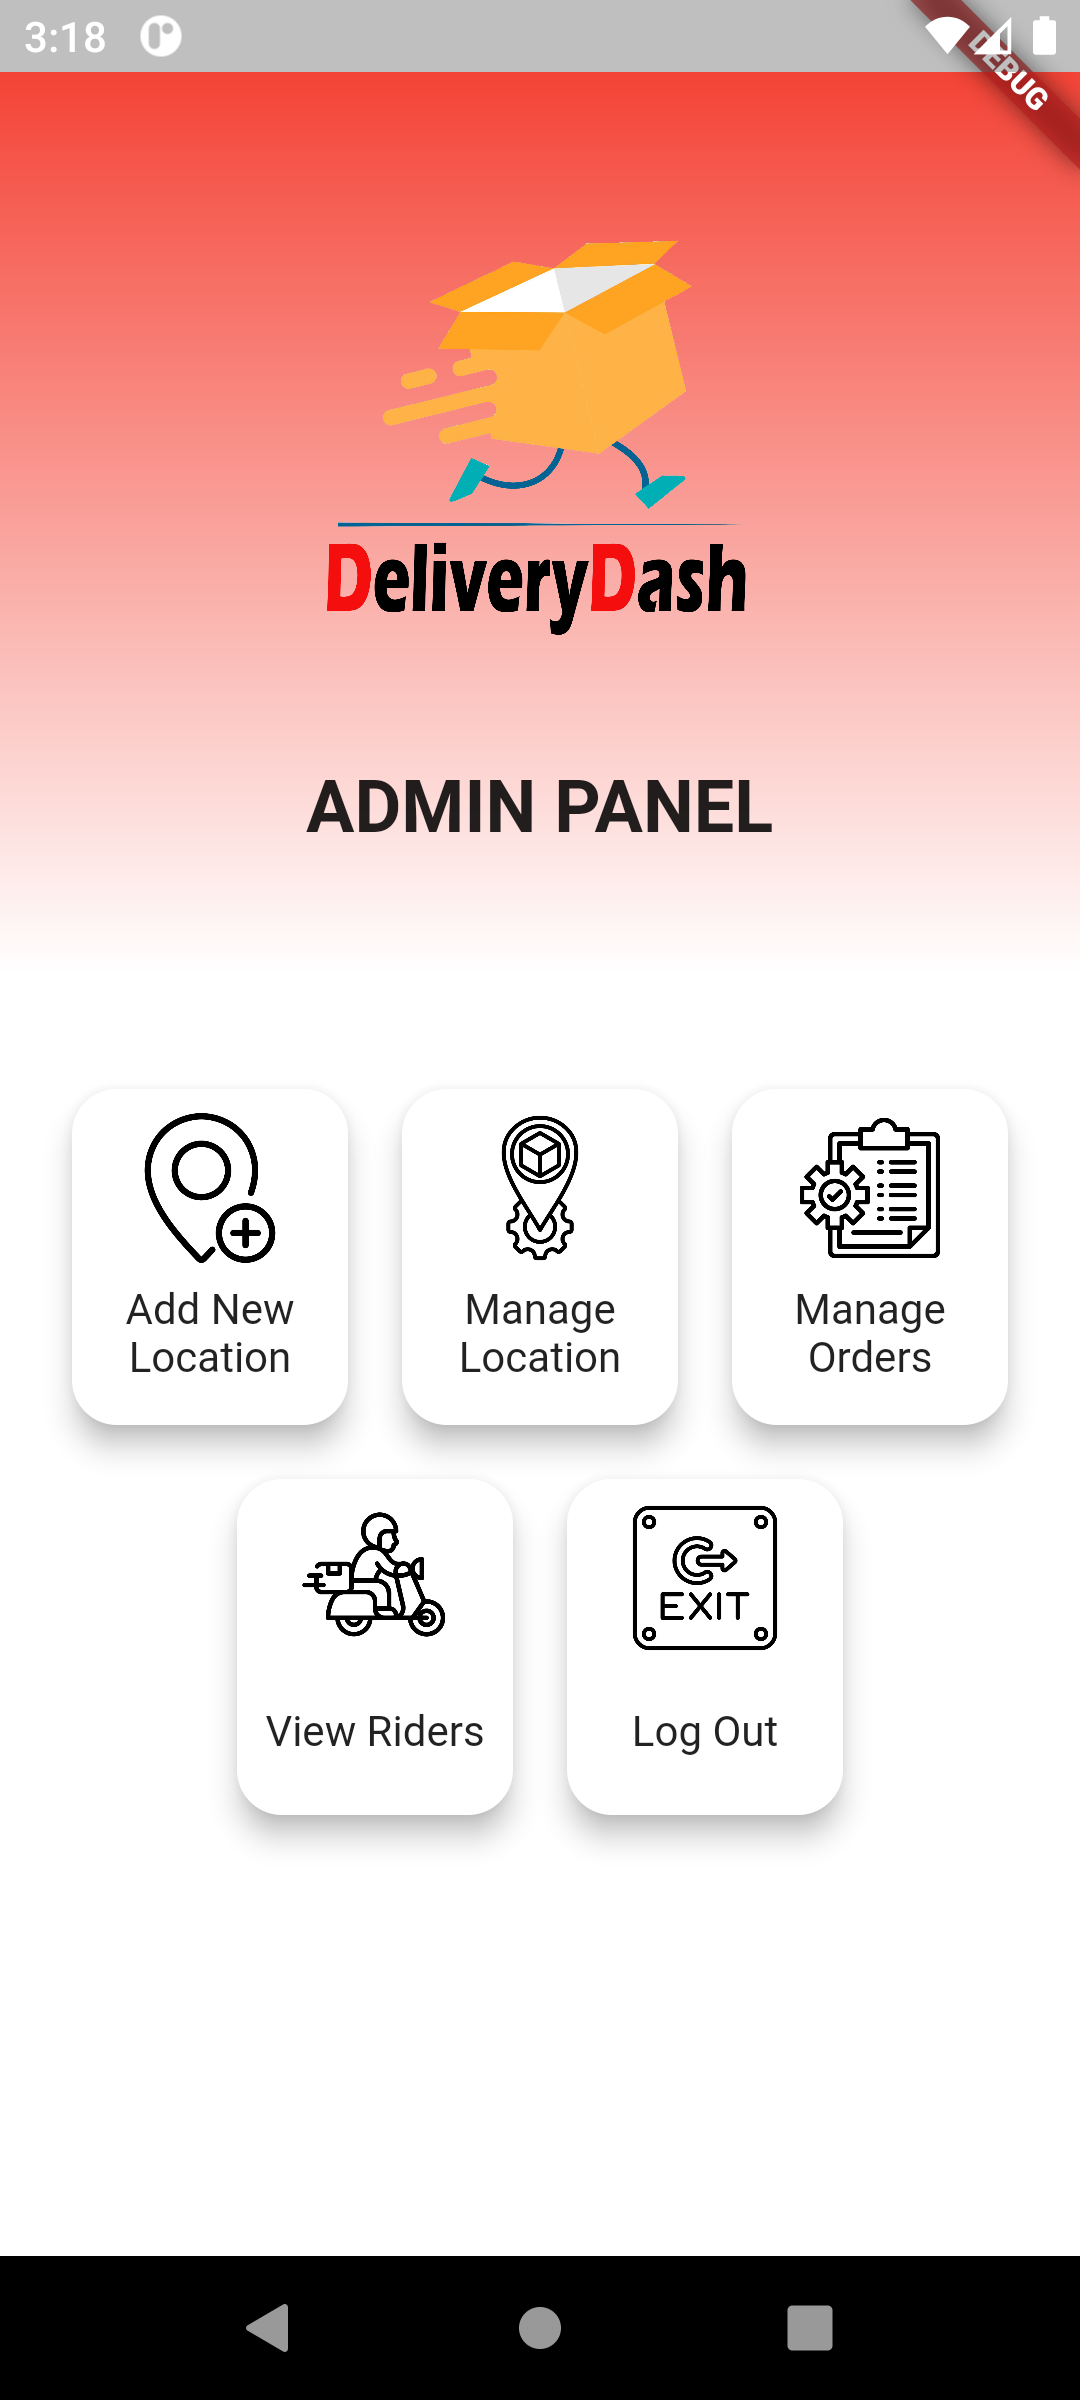 3:18
DEBUG
DeliveryDash
ADMIN PANEL
Add New
Location
Manage
Location
Manage
Orders
EXIT
View Riders
Log Out